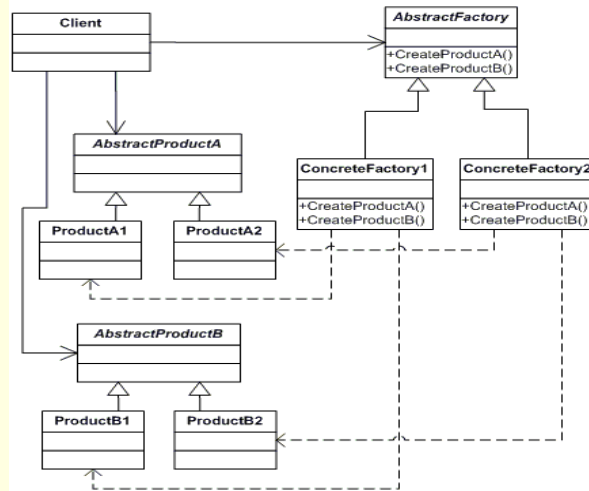 Client
AbstractFactory
+CreateProductA()
+CreateProductB()
AbstractProductA
ConcreteFactory1
+CreateProductA()
+CreateProductB()
ConcreteFactory2
+CreateProductA()
+CreateProductB()
ProductA1
ProductA2
AbstractProductB
ProductB1
ProductB2